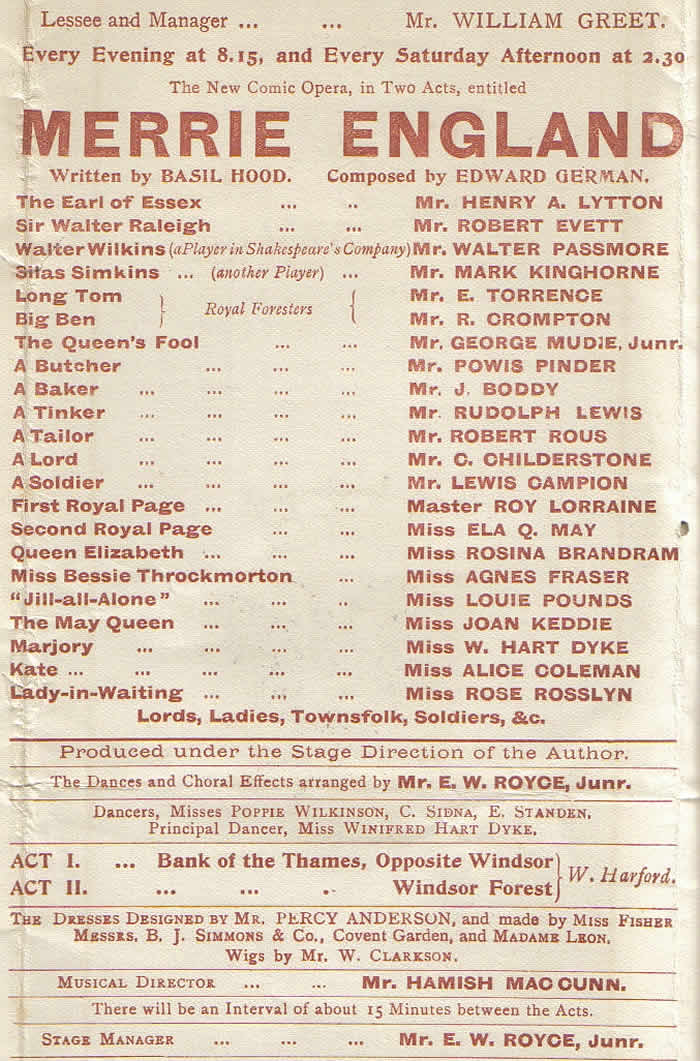 Lessee and Manager ... ... Mr. WILLIAM GREET.
Every Evening at 8.15, and Every Saturday Afternoon at 2.30
The New Comic Opera, in Two Acts, entitled
MERRIE ENGLAND
Written by BASIL HOOD. Composed by EDWARD GERMAN.
The Earl of Essex ... .. Mr. HENRY A. LYTTON
Sir Walter Raleigh ... ... Mr. ROBERT EVETT
Walter Wilkins (a Player in Shakespeare's Company) Mr. WALTER PASSMORE
Silas Simkins ... (another Player) ... Mr. MARK KINGHORNE
Long Tom } Royal Foresters { Mr. E. TORRENCE
Big Ben Mr. R. CROMPTON
The Queen's Fool ... ... Mr. GEORGE MUDIE, Junr.
A Butcher ... ... ... Mr. POWIS PINDER
A Baker ... ... ... ... Mr. J. BODDY
A Tinker ... ... ... ... Mr. RUDOLPH LEWIS
A Tailor ... ... ... ... Mr. ROBERT ROUS
A Lord ... ... ... ... Mr. C. CHILDERSTONE
A Soldier ... ... ... ... Mr. LEWIS CAMPION
First Royal Page ... ... ... Master ROY LORRAINE
Second Royal Page ... ... Miss ELA Q. MAY
Queen Elizabeth ... ... ... Miss ROSINA BRANDRAM
Miss Bessie Throckmorton ... Miss AGNES FRASER
"Jill-all-Alone" ... ... .. Miss LOUIE POUNDS
The May Queen ... ... ... Miss JOAN KEDDIE
Marjory ... ... ... ... Miss W. HART DYKE
Kate ... ... ... ... ... Miss ALICE COLEMAN
Lady-in-Waiting ... ... ... Miss ROSE ROSSLYN
Lords, Ladies, Townsfolk, Soldiers, &c.
Produced under the Stage Direction of the Author.
The Dances and Choral Effects arranged by Mr. E. W. ROYCE, Junr.
Dancers, Misses POPPIE WILKINSON, C. SIDNA, E. STANDEN.
Principal Dancer, Miss WINIFRED HART DYKE.
ACT I. ... Bank of the Thames, Opposite Windsor } W. Harford.
ACT II. ... ... .. Windsor Forest
THE DRESSES DESIGNED BY MR. PERCY ANDERSON, and made by MISS FISHER
MESSRS. B. J. SIMMONS & Co., Covent Garden, and MADAME LEON.
Wigs by Mr. W. CLARKSON.
MUSICAL DIRECTOR ... ... Mr. HAMISH MAC CUNN.
There will be an Interval of about 15 Minutes between the Acts.
STAGE MANAGER ... ... ... Mr. E. W. ROYCE, Junr.